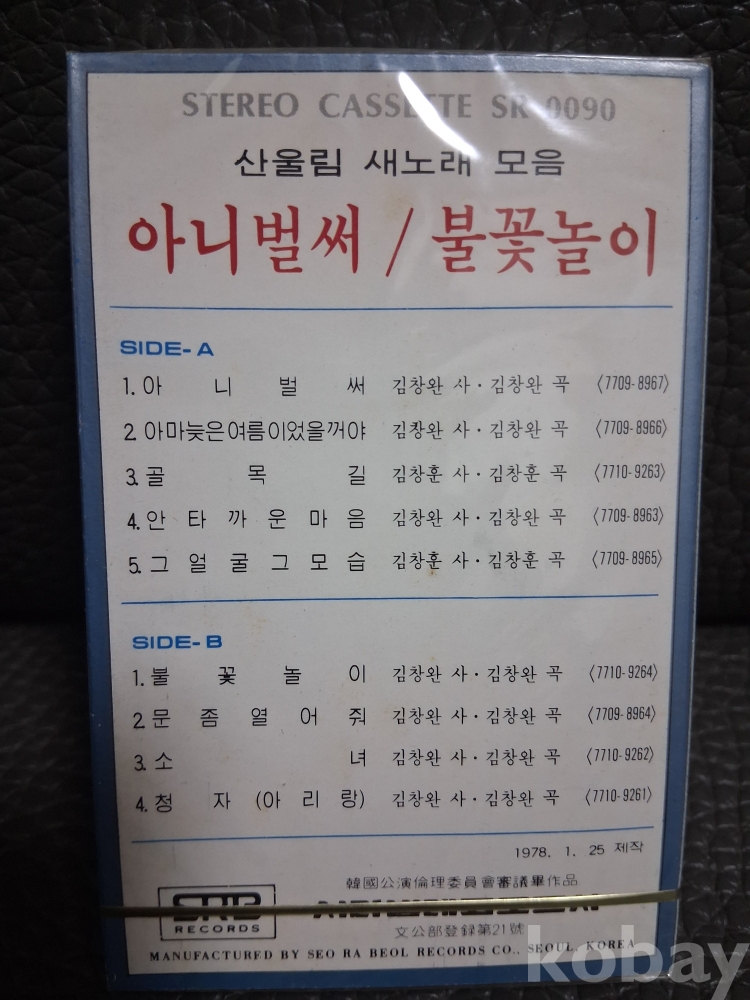 STEREO CASSETTE SR-0090
산울림 새노래 모음
아니벌써 / 불꽃놀이
SIDE-A
1. 아니벌써 김창완 사·김창완 곡 〈7709-8967〉
2. 아마늦은여름이었을꺼야 김창완 사·김창완 곡 〈7709-8966〉
3. 골목길 김창훈 사·김창훈 곡 〈7710-9263〉
4. 안타까운마음 김창완 사·김창완 곡 〈7709-8963〉
5. 그얼굴그모습 김창훈 사·김창훈 곡 〈7709-8965〉
SIDE-B
1. 불꽃놀이 김창완 사·김창완 곡 〈7710-9264〉
2. 문좀열어줘 김창완 사·김창완 곡 〈7709-8964〉
3. 소녀 김창완 사·김창완 곡 〈7710-9262〉
4. 청자(아리랑) 김창완 사·김창완 곡 〈7710-9261〉
1978. 1. 25 제작
韓國公演倫理委員會審議畢作品
SRB
RECORDS
文公部登録第21號
MANUFACTURED BY SEO RA BEOL RECORDS CO., SEOUL, KOREA
kobay